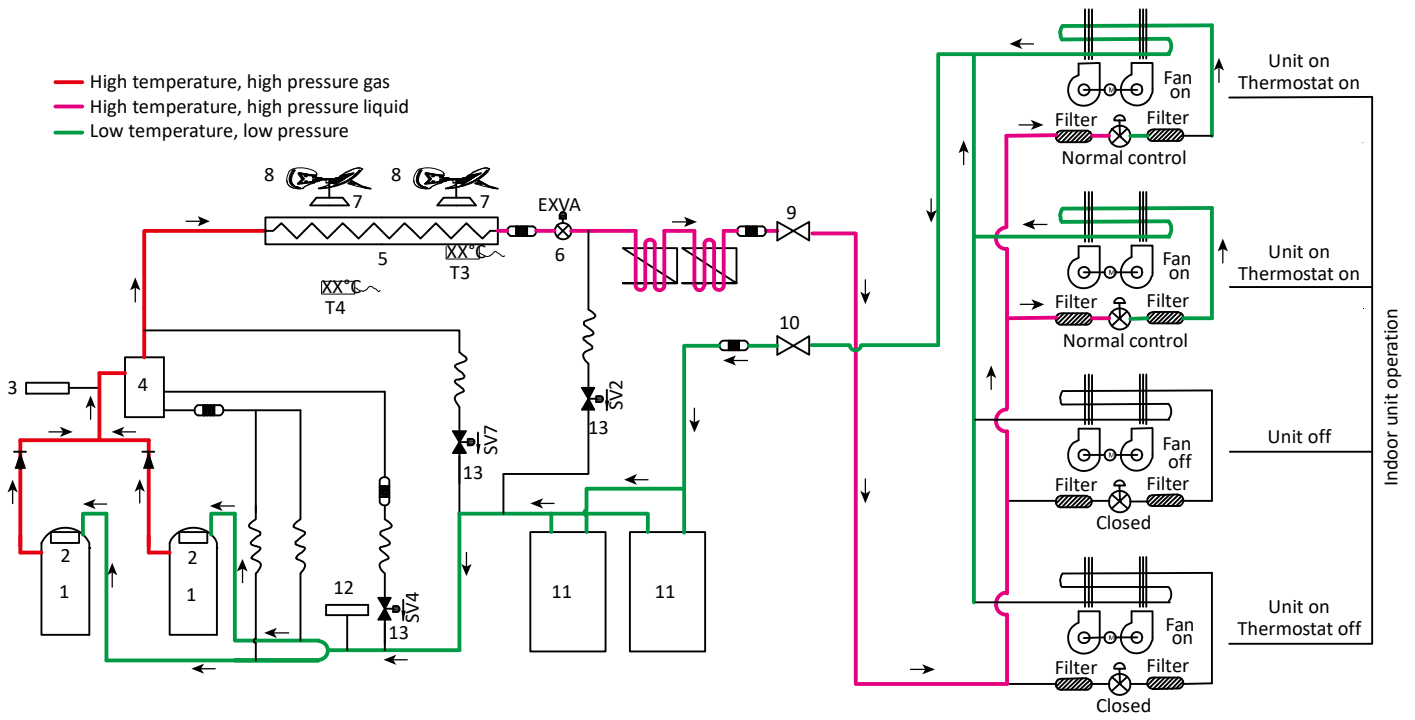 High temperature, high pressure gas
High temperature, high pressure liquid
Low temperature, low pressure
8
7
8
7
5
XX°C
T3
XX°C
T4
EXVA
6
9
10
3
4
SV7
13
SV2
13
2
1
2
1
12
SV4
13
11
11
M
Fan
on
Filter
Filter
Normal control
Unit on
Thermostat on
M
Fan
on
Filter
Filter
Normal control
Unit on
Thermostat on
M
Fan
off
Filter
Filter
Closed
Unit off
M
Fan
on
Filter
Filter
Closed
Unit on
Thermostat off
Indoor unit operation